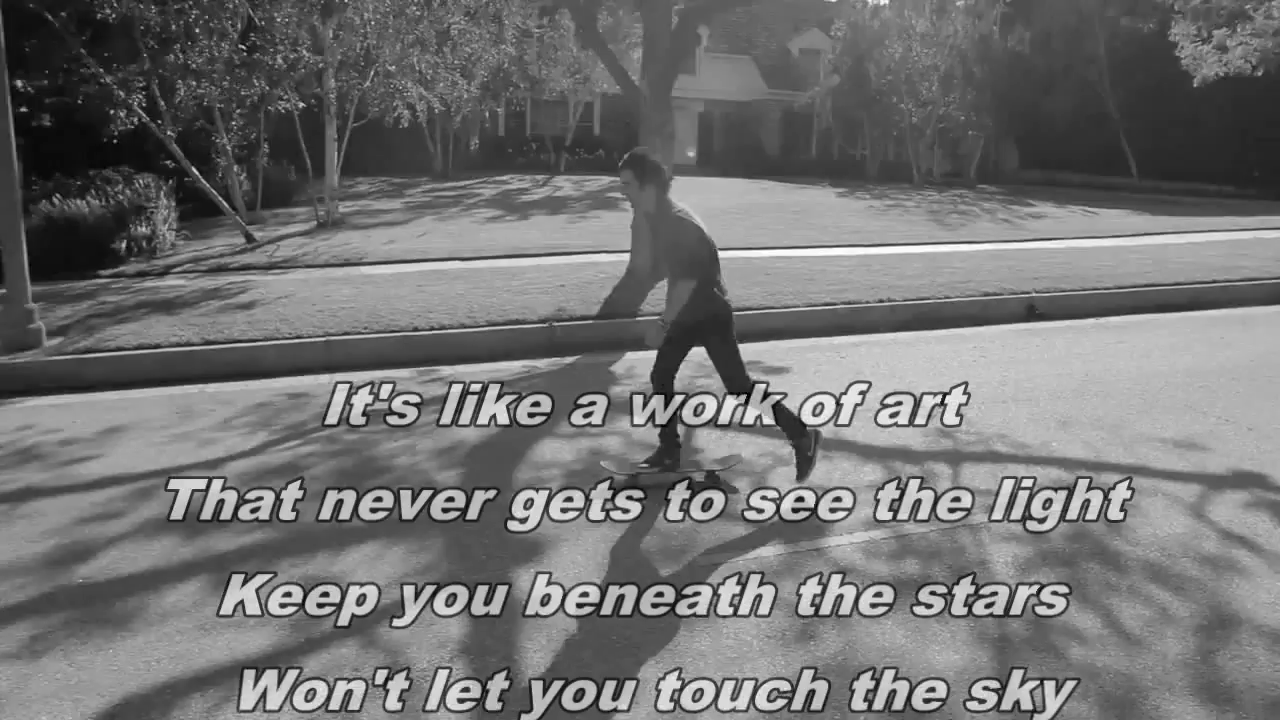 It's like a work of art
That never gets to see the light
Keep you beneath the stars
Won't let you touch the sky